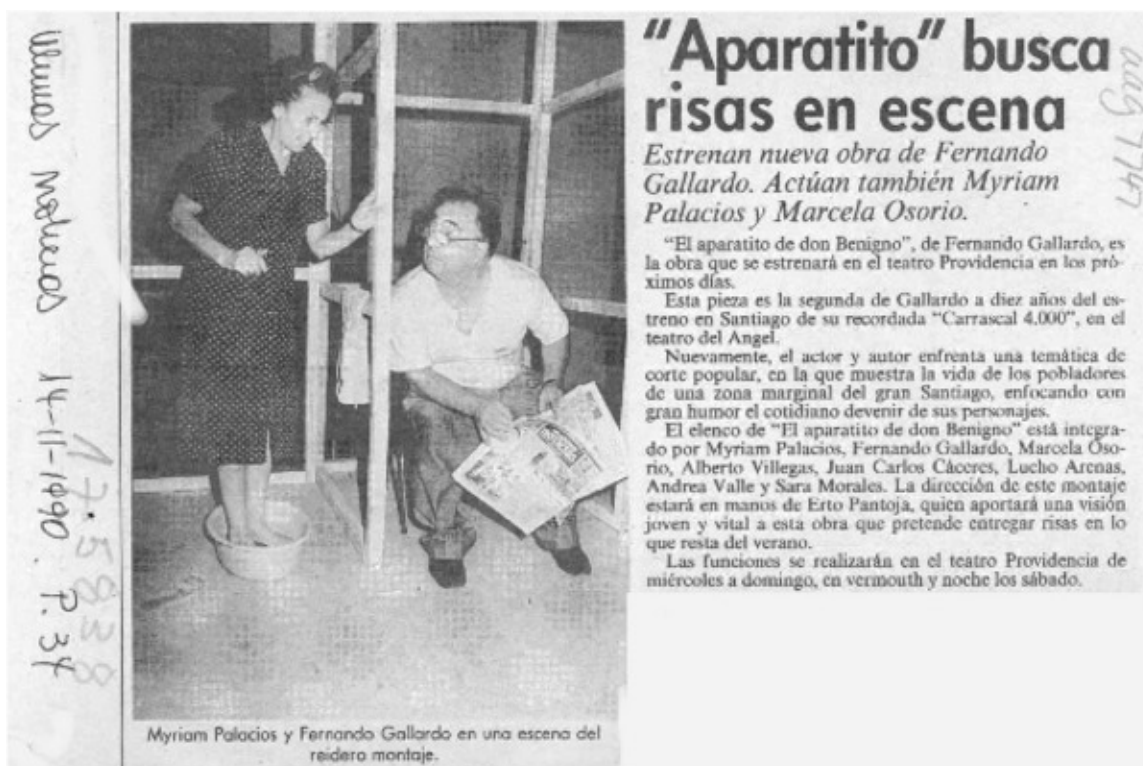 "Aparatito" busca
risas en escena
Estrenan nueva obra de Fernando
Gallardo. Actúan también Myriam
Palacios y Marcela Osorio.
"El aparatito de don Benigno", de Fernando Gallardo, es
la obra que se estrenará en el teatro Providencia en los pró-
ximos días.
Esta pieza es la segunda de Gallardo a diez años del es-
treno en Santiago de su recordada "Carrascal 4.000", en el
teatro del Angel.
Nuevamente, el actor y autor enfrenta una temática de
corte popular, en la que muestra la vida de los pobladores
de una zona marginal del gran Santiago, enfocando con
gran humor el cotidiano devenir de sus personajes.
El elenco de "El aparatito de don Benigno" está integra-
do por Myriam Palacios, Fernando Gallardo, Marcela Oso-
rio, Alberto Villegas, Juan Carlos Cáceres, Lucho Arenas,
Andrea Valle y Sara Morales. La dirección de este montaje
estará en manos de Erto Pantoja, quien aportará una visión
joven y vital a esta obra que pretende entregar risas en lo
que resta del verano.
Las funciones se realizarán en el teatro Providencia de
miércoles a domingo, en vermouth y noche los sábado.
Myriam Palacios y Fernando Gallardo en una escena del
reidero montaje.
14-11-1990. P. 34